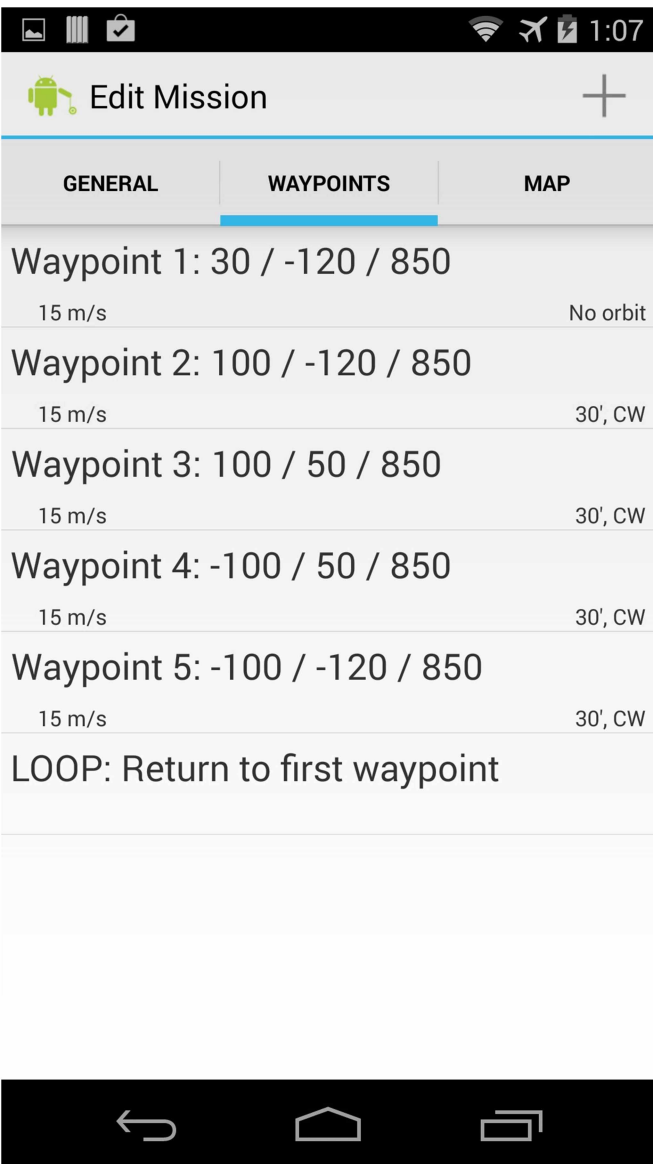 1:07
Edit Mission
GENERAL WAYPOINTS MAP
Waypoint 1: 30 / -120 / 850
15 m/s No orbit
Waypoint 2: 100 / -120 / 850
15 m/s 30', CW
Waypoint 3: 100 / 50 / 850
15 m/s 30', CW
Waypoint 4: -100 / 50 / 850
15 m/s 30', CW
Waypoint 5: -100 / -120 / 850
15 m/s 30', CW
LOOP: Return to first waypoint